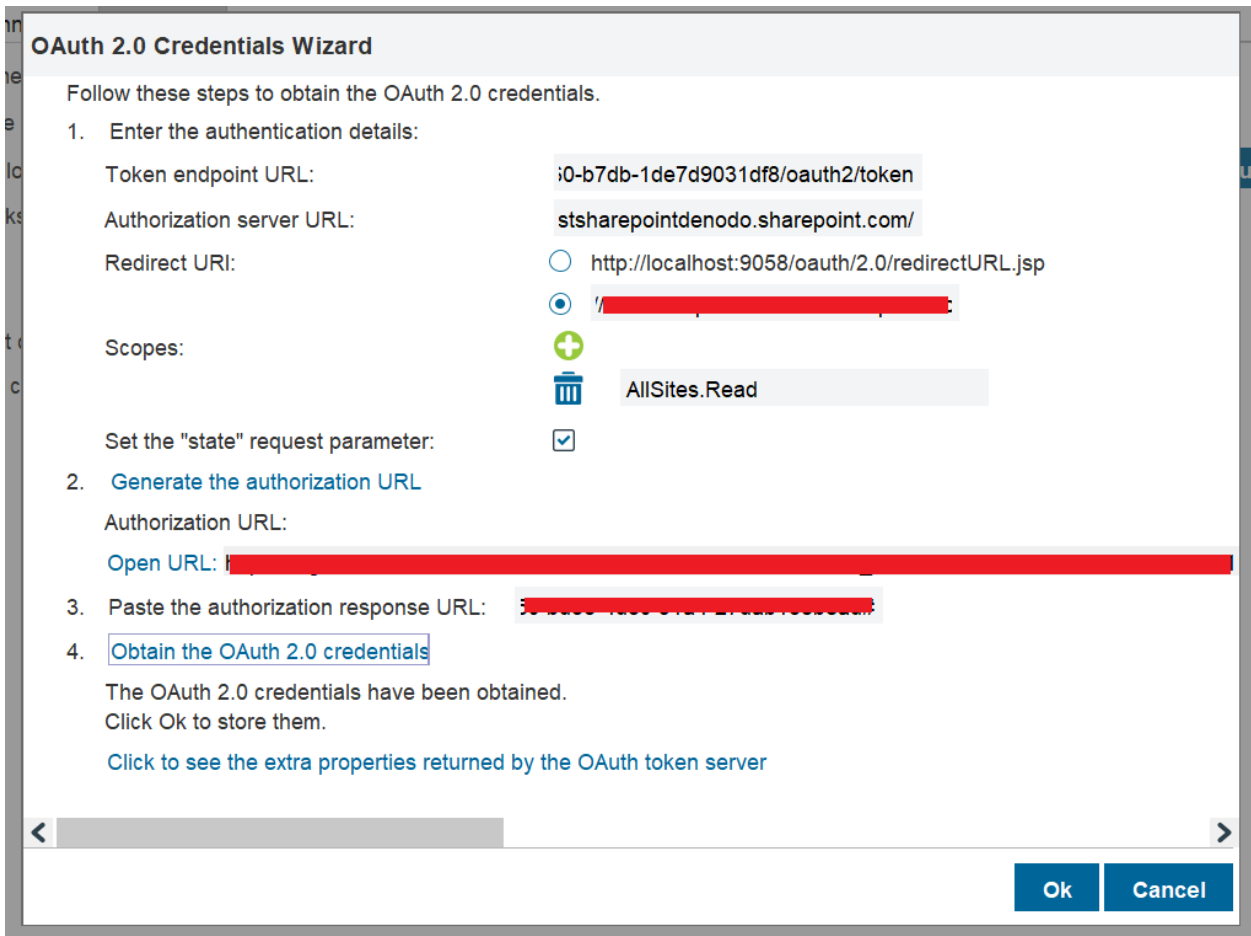 OAuth 2.0 Credentials Wizard
Follow these steps to obtain the OAuth 2.0 credentials.
1. Enter the authentication details:
Token endpoint URL: 60-b7db-1de7d9031df8/oauth2/token
Authorization server URL: stsharepointdenodo.sharepoint.com/
Redirect URI: http://localhost:9058/oauth/2.0/redirectURL.jsp
Scopes:
AllSites.Read
Set the "state" request parameter:
2. Generate the authorization URL
Authorization URL:
Open URL:
3. Paste the authorization response URL:
4. Obtain the OAuth 2.0 credentials
The OAuth 2.0 credentials have been obtained.
Click Ok to store them.
Click to see the extra properties returned by the OAuth token server
Ok Cancel